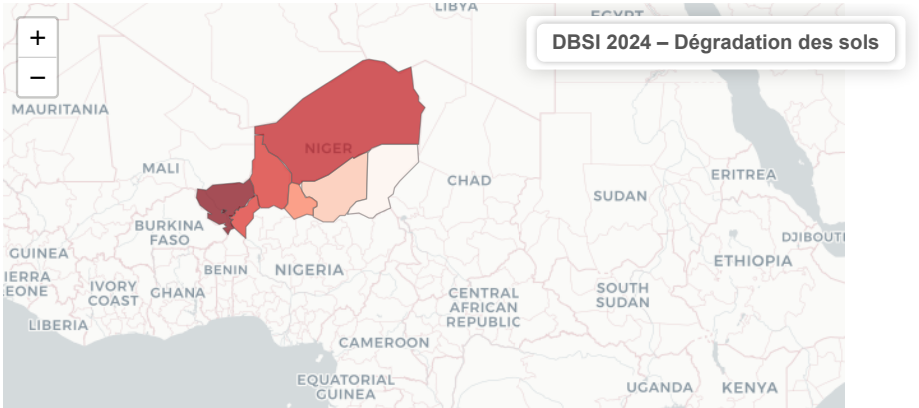 LIBYA
EGYPT
+
DBSI 2024 – Dégradation des sols
−
MAURITANIA
NIGER
MALI
CHAD
ERITREA
SUDAN
BURKINA
FASO
DJIBOUTI
GUINEA
BENIN
NIGERIA
ETHIOPIA
IERRA
EONE
IVORY
COAST
GHANA
SOUTH
SUDAN
CENTRAL
AFRICAN
REPUBLIC
LIBERIA
CAMEROON
EQUATORIAL
GUINEA
UGANDA
KENYA